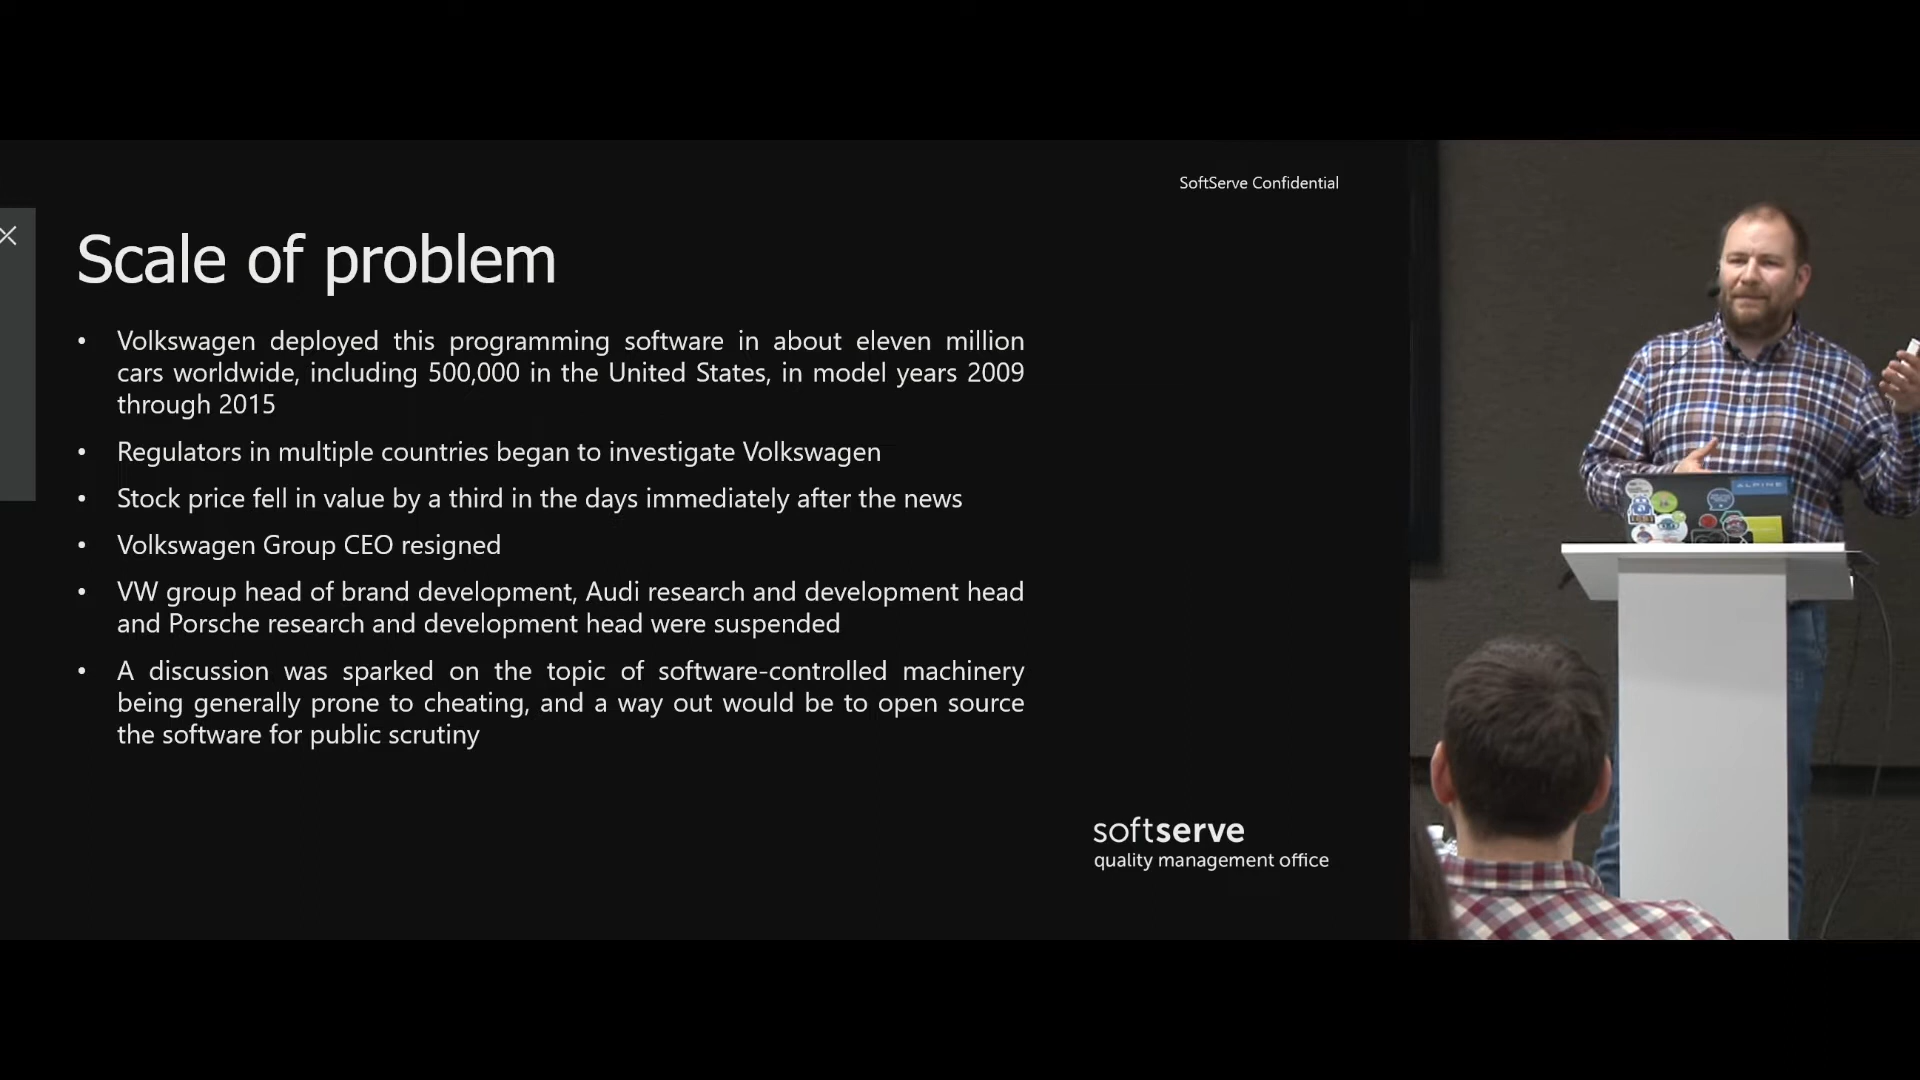 SoftServe Confidential
Scale of problem
• Volkswagen deployed this programming software in about eleven million
cars worldwide, including 500,000 in the United States, in model years 2009
through 2015
• Regulators in multiple countries began to investigate Volkswagen
• Stock price fell in value by a third in the days immediately after the news
• Volkswagen Group CEO resigned
• VW group head of brand development, Audi research and development head
and Porsche research and development head were suspended
• A discussion was sparked on the topic of software-controlled machinery
being generally prone to cheating, and a way out would be to open source
the software for public scrutiny
ALPINE
softserve
quality management office